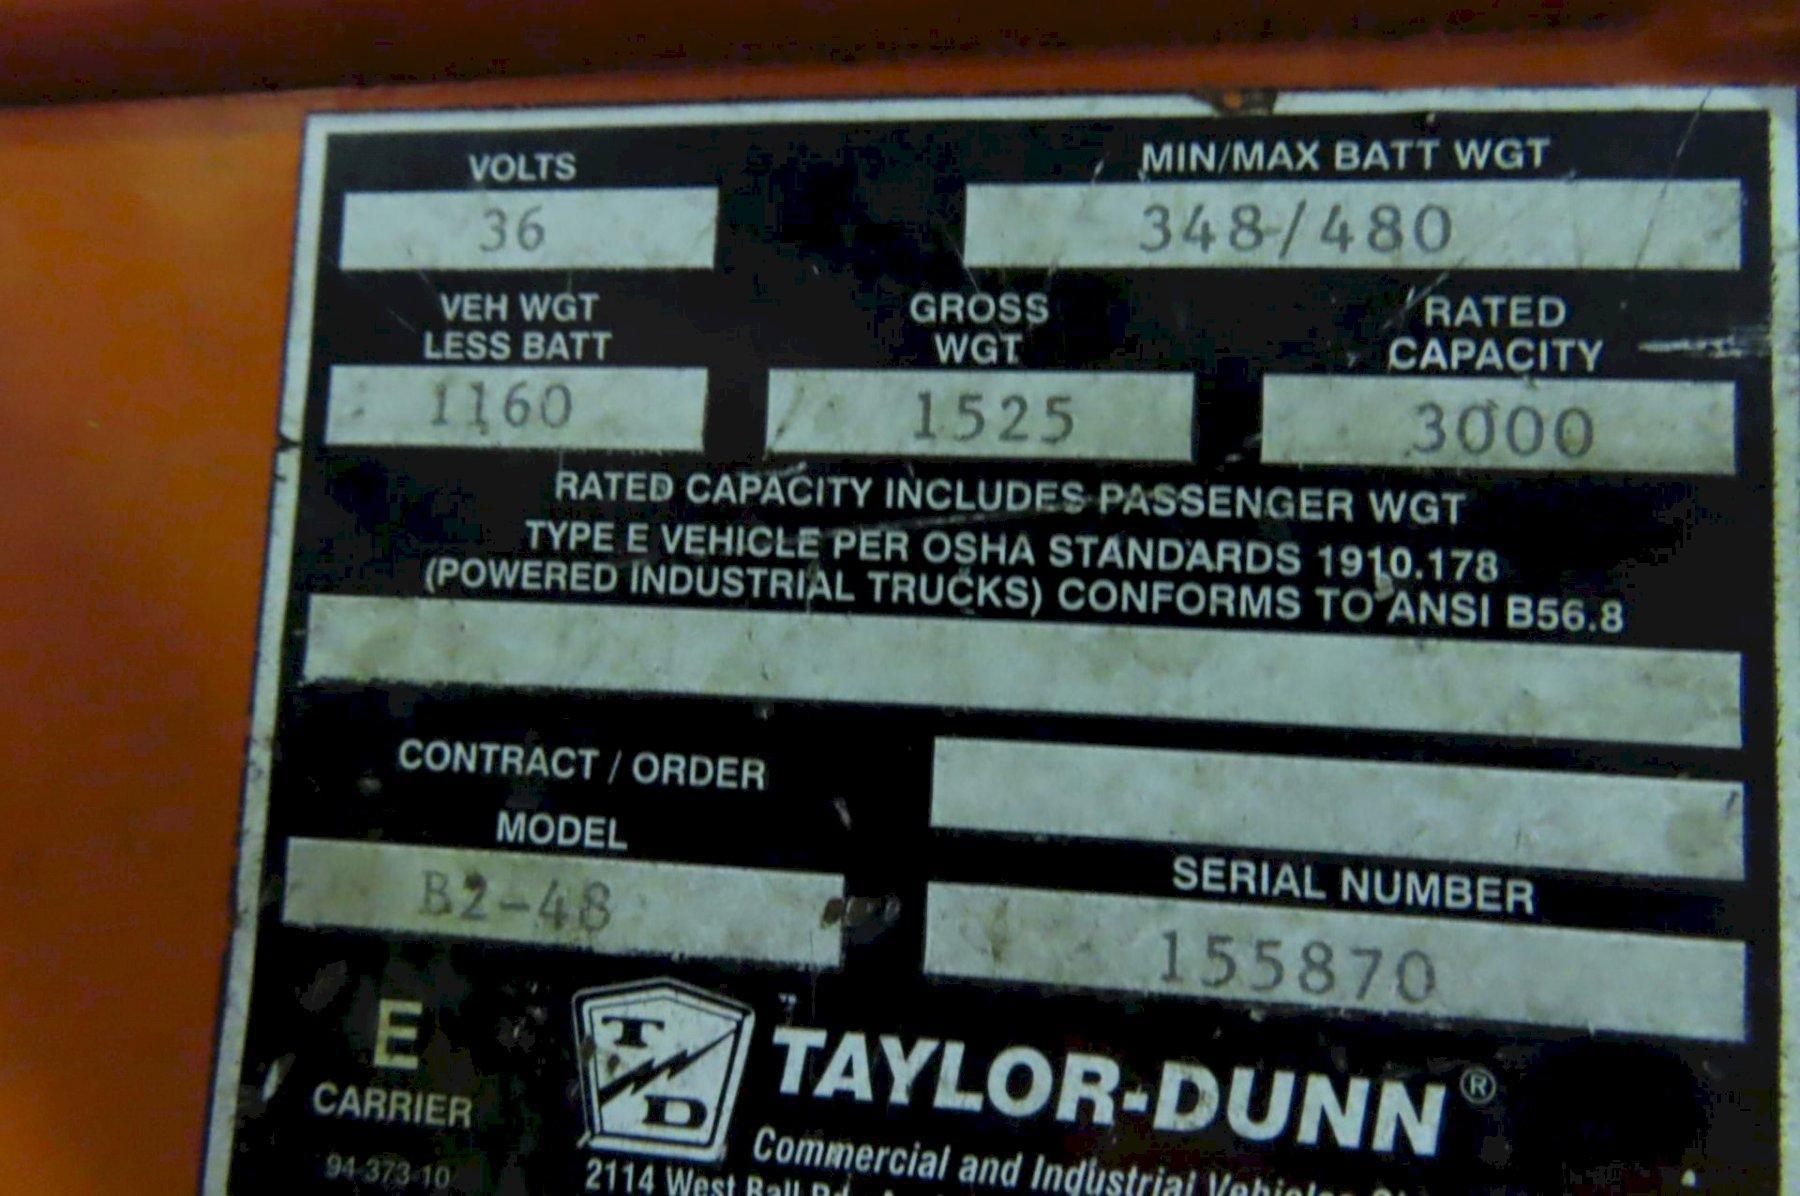 VOLTS
36
MIN/MAX BATT WGT
348/480
VEH WGT
LESS BATT
1160
GROSS
WGT
1525
RATED
CAPACITY
3000
RATED CAPACITY INCLUDES PASSENGER WGT
TYPE E VEHICLE PER OSHA STANDARDS 1910.178
(POWERED INDUSTRIAL TRUCKS) CONFORMS TO ANSI B56.8
CONTRACT / ORDER
MODEL
B2-48
SERIAL NUMBER
155870
E
CARRIER
94-373-10
T
D
TAYLOR-DUNN®
Commercial and Industrial Vehicles
2114 West Ball Rd.